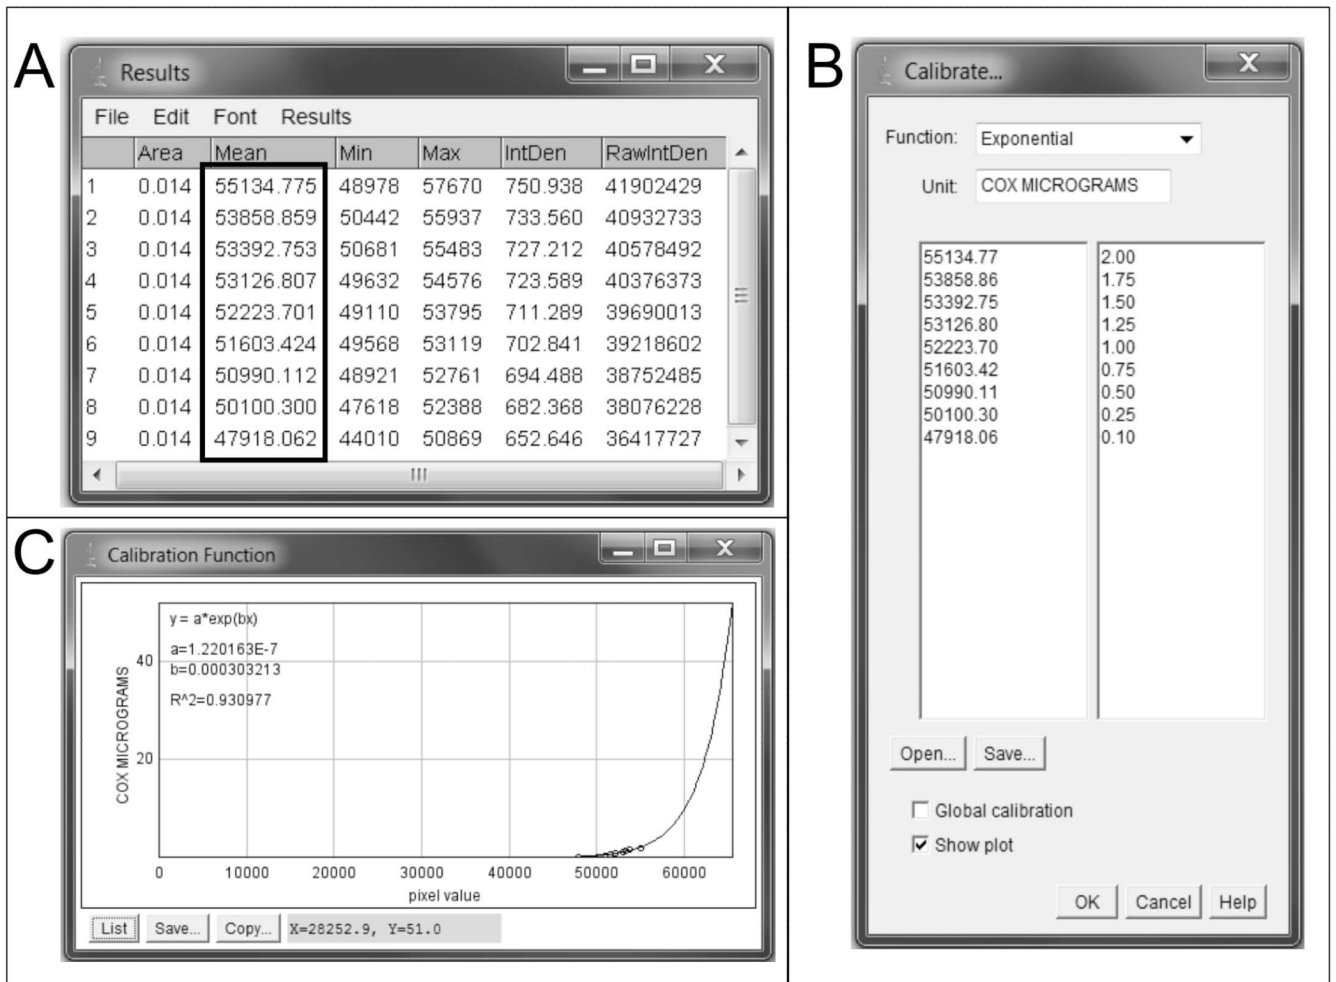 A
Results
File Edit Font Results
Area Mean Min Max IntDen RawIntDen
1 0.014 55134.775 48978 57670 750.938 41902429
2 0.014 53858.859 50442 55937 733.560 40932733
3 0.014 53392.753 50681 55483 727.212 40578492
4 0.014 53126.807 49632 54576 723.589 40376373
5 0.014 52223.701 49110 53795 711.289 39690013
6 0.014 51603.424 49568 53119 702.841 39218602
7 0.014 50990.112 48921 52761 694.488 38752485
8 0.014 50100.300 47618 52388 682.368 38076228
9 0.014 47918.062 44010 50869 652.646 36417727
B
Calibrate...
Function: Exponential
Unit: COX MICROGRAMS
55134.77 2.00
53858.86 1.75
53392.75 1.50
53126.80 1.25
52223.70 1.00
51603.42 0.75
50990.11 0.50
50100.30 0.25
47918.06 0.10
Open... Save...
Global calibration
Show plot
OK Cancel Help
C
Calibration Function
y = a*exp(bx)
a=1.220163E-7
b=0.000303213
R^2=0.930977
COX MICROGRAMS
40
20
0 10000 20000 30000 40000 50000 60000
pixel value
List Save... Copy... X=28252.9, Y=51.0